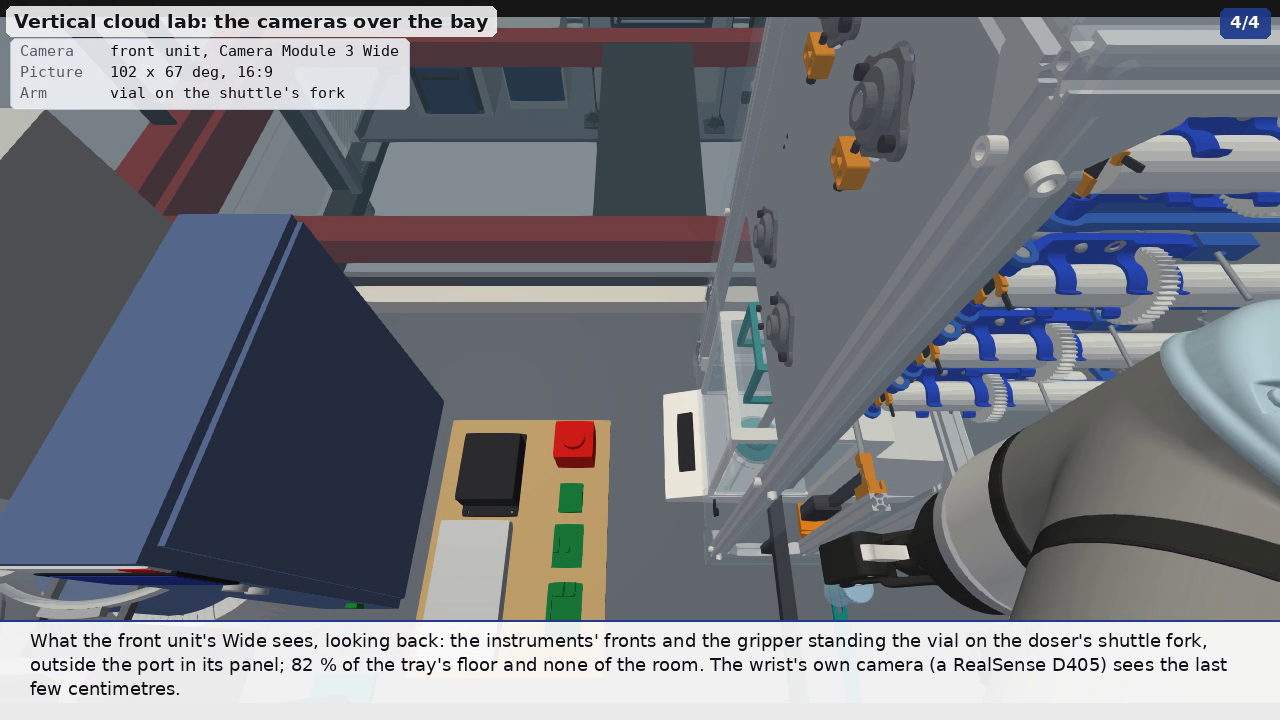 Vertical cloud lab: the cameras over the bay
4/4
Camera front unit, Camera Module 3 Wide
Picture 102 x 67 deg, 16:9
Arm vial on the shuttle's fork
What the front unit's Wide sees, looking back: the instruments' fronts and the gripper standing the vial on the doser's shuttle fork,
outside the port in its panel; 82 % of the tray's floor and none of the room. The wrist's own camera (a RealSense D405) sees the last
few centimetres.